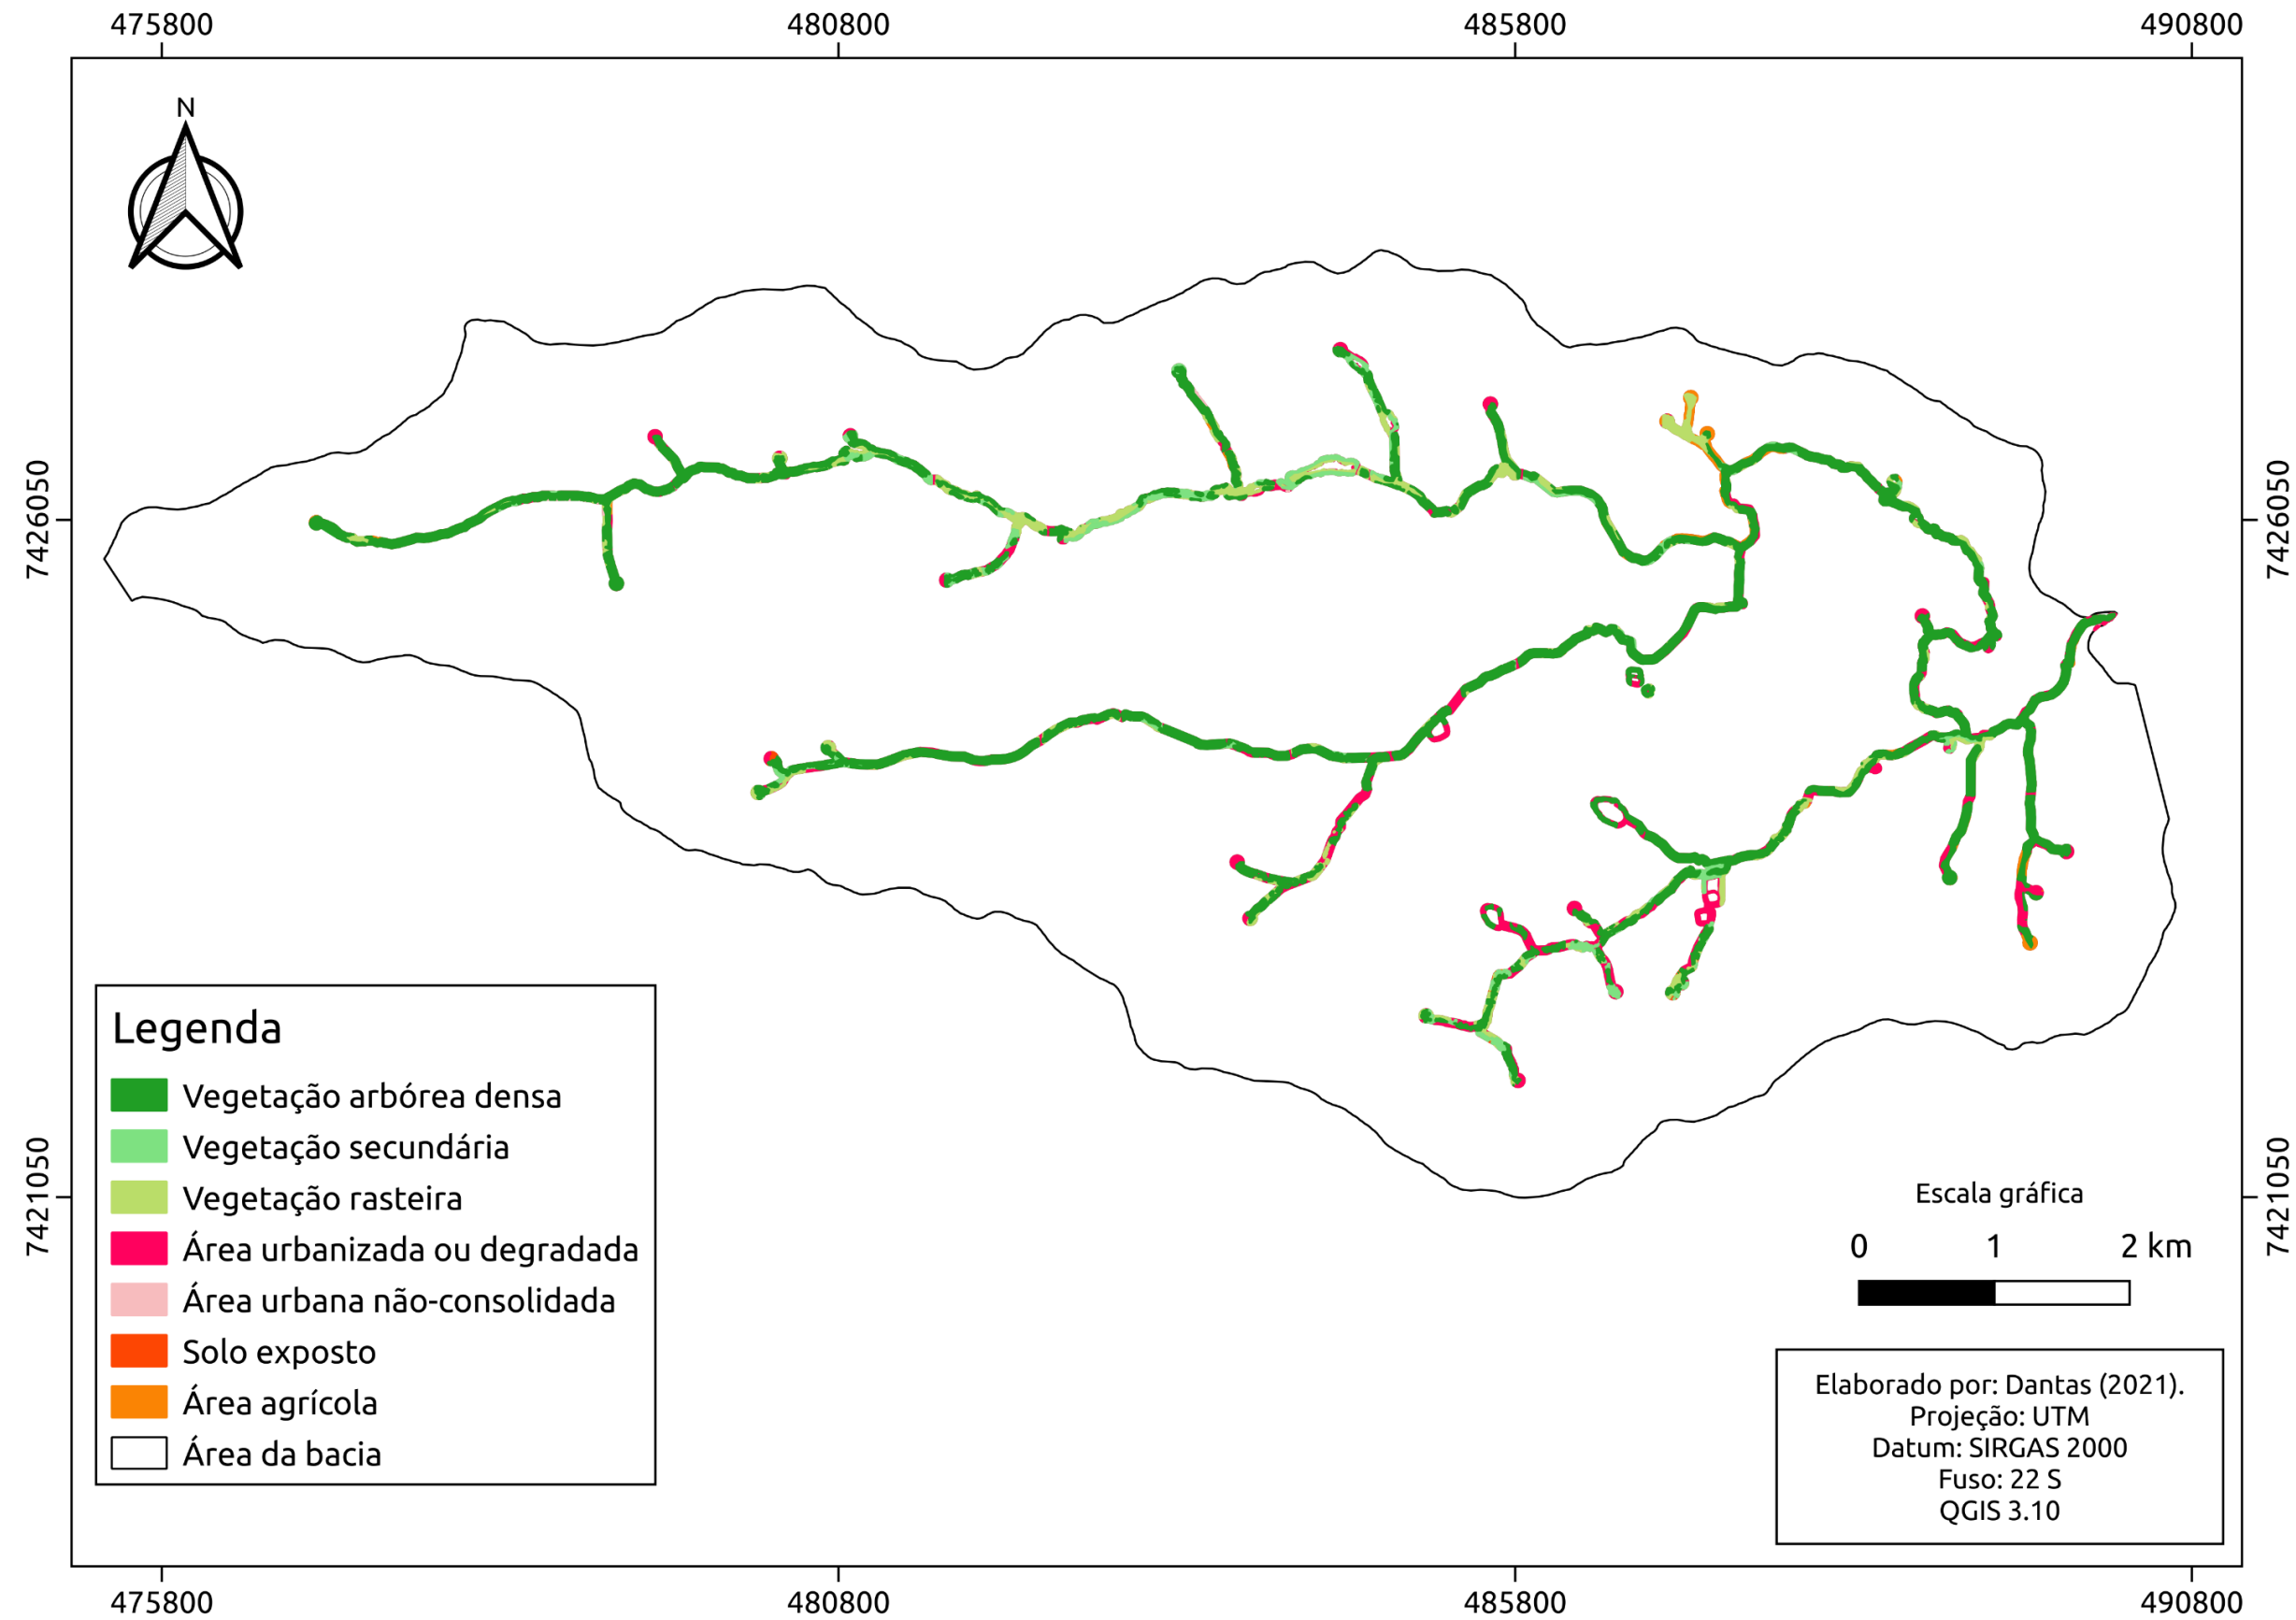 475800 480800 485800 490800
N
7426050 7426050
Legenda
Vegetação arbórea densa
Vegetação secundária
Vegetação rasteira
Área urbanizada ou degradada
Área urbana não-consolidada
Solo exposto
Área agrícola
Área da bacia
7421050 7421050
Escala gráfica
0 1 2 km
Elaborado por: Dantas (2021).
Projeção: UTM
Datum: SIRGAS 2000
Fuso: 22 S
QGIS 3.10
475800 480800 485800 490800